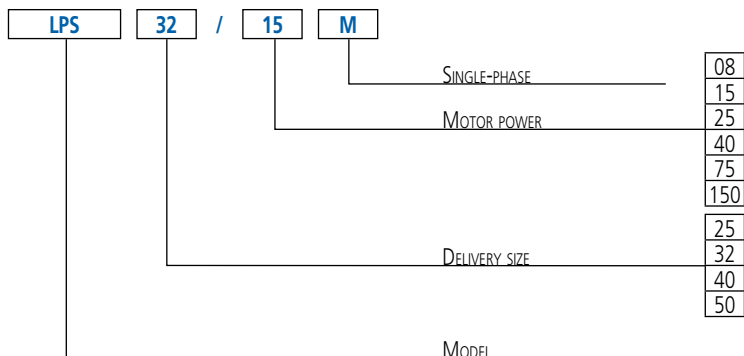 LPS 32 / 15 M
SINGLE-PHASE
08
15
MOTOR POWER
25
40
75
150
25
DELIVERY SIZE
32
40
50
MODEL